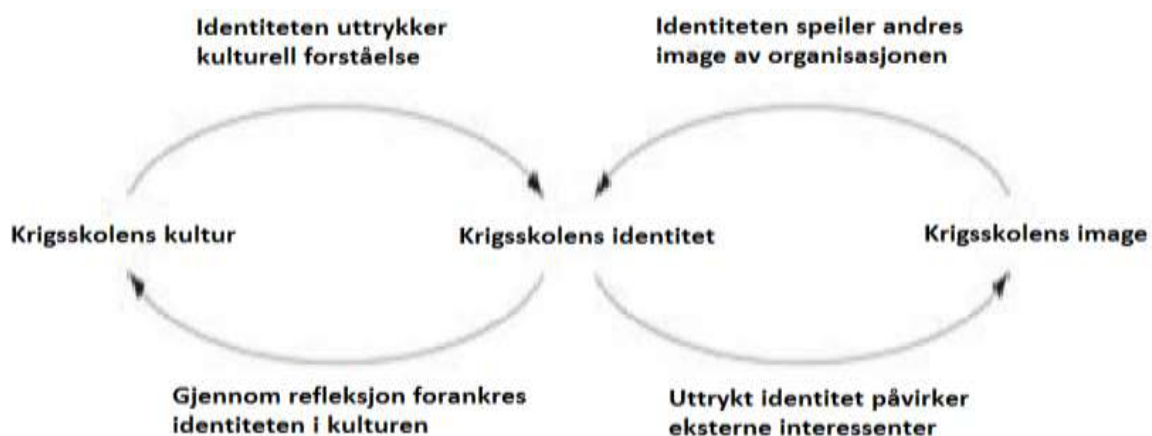 Identiteten uttrykker
kulturell forståelse
Identiteten speiler andres
image av organisasjonen
Krigsskolens kultur
Krigsskolens identitet
Krigsskolens image
Gjennom refleksjon forankres
identiteten i kulturen
Uttrykt identitet påvirker
eksterne interessenter